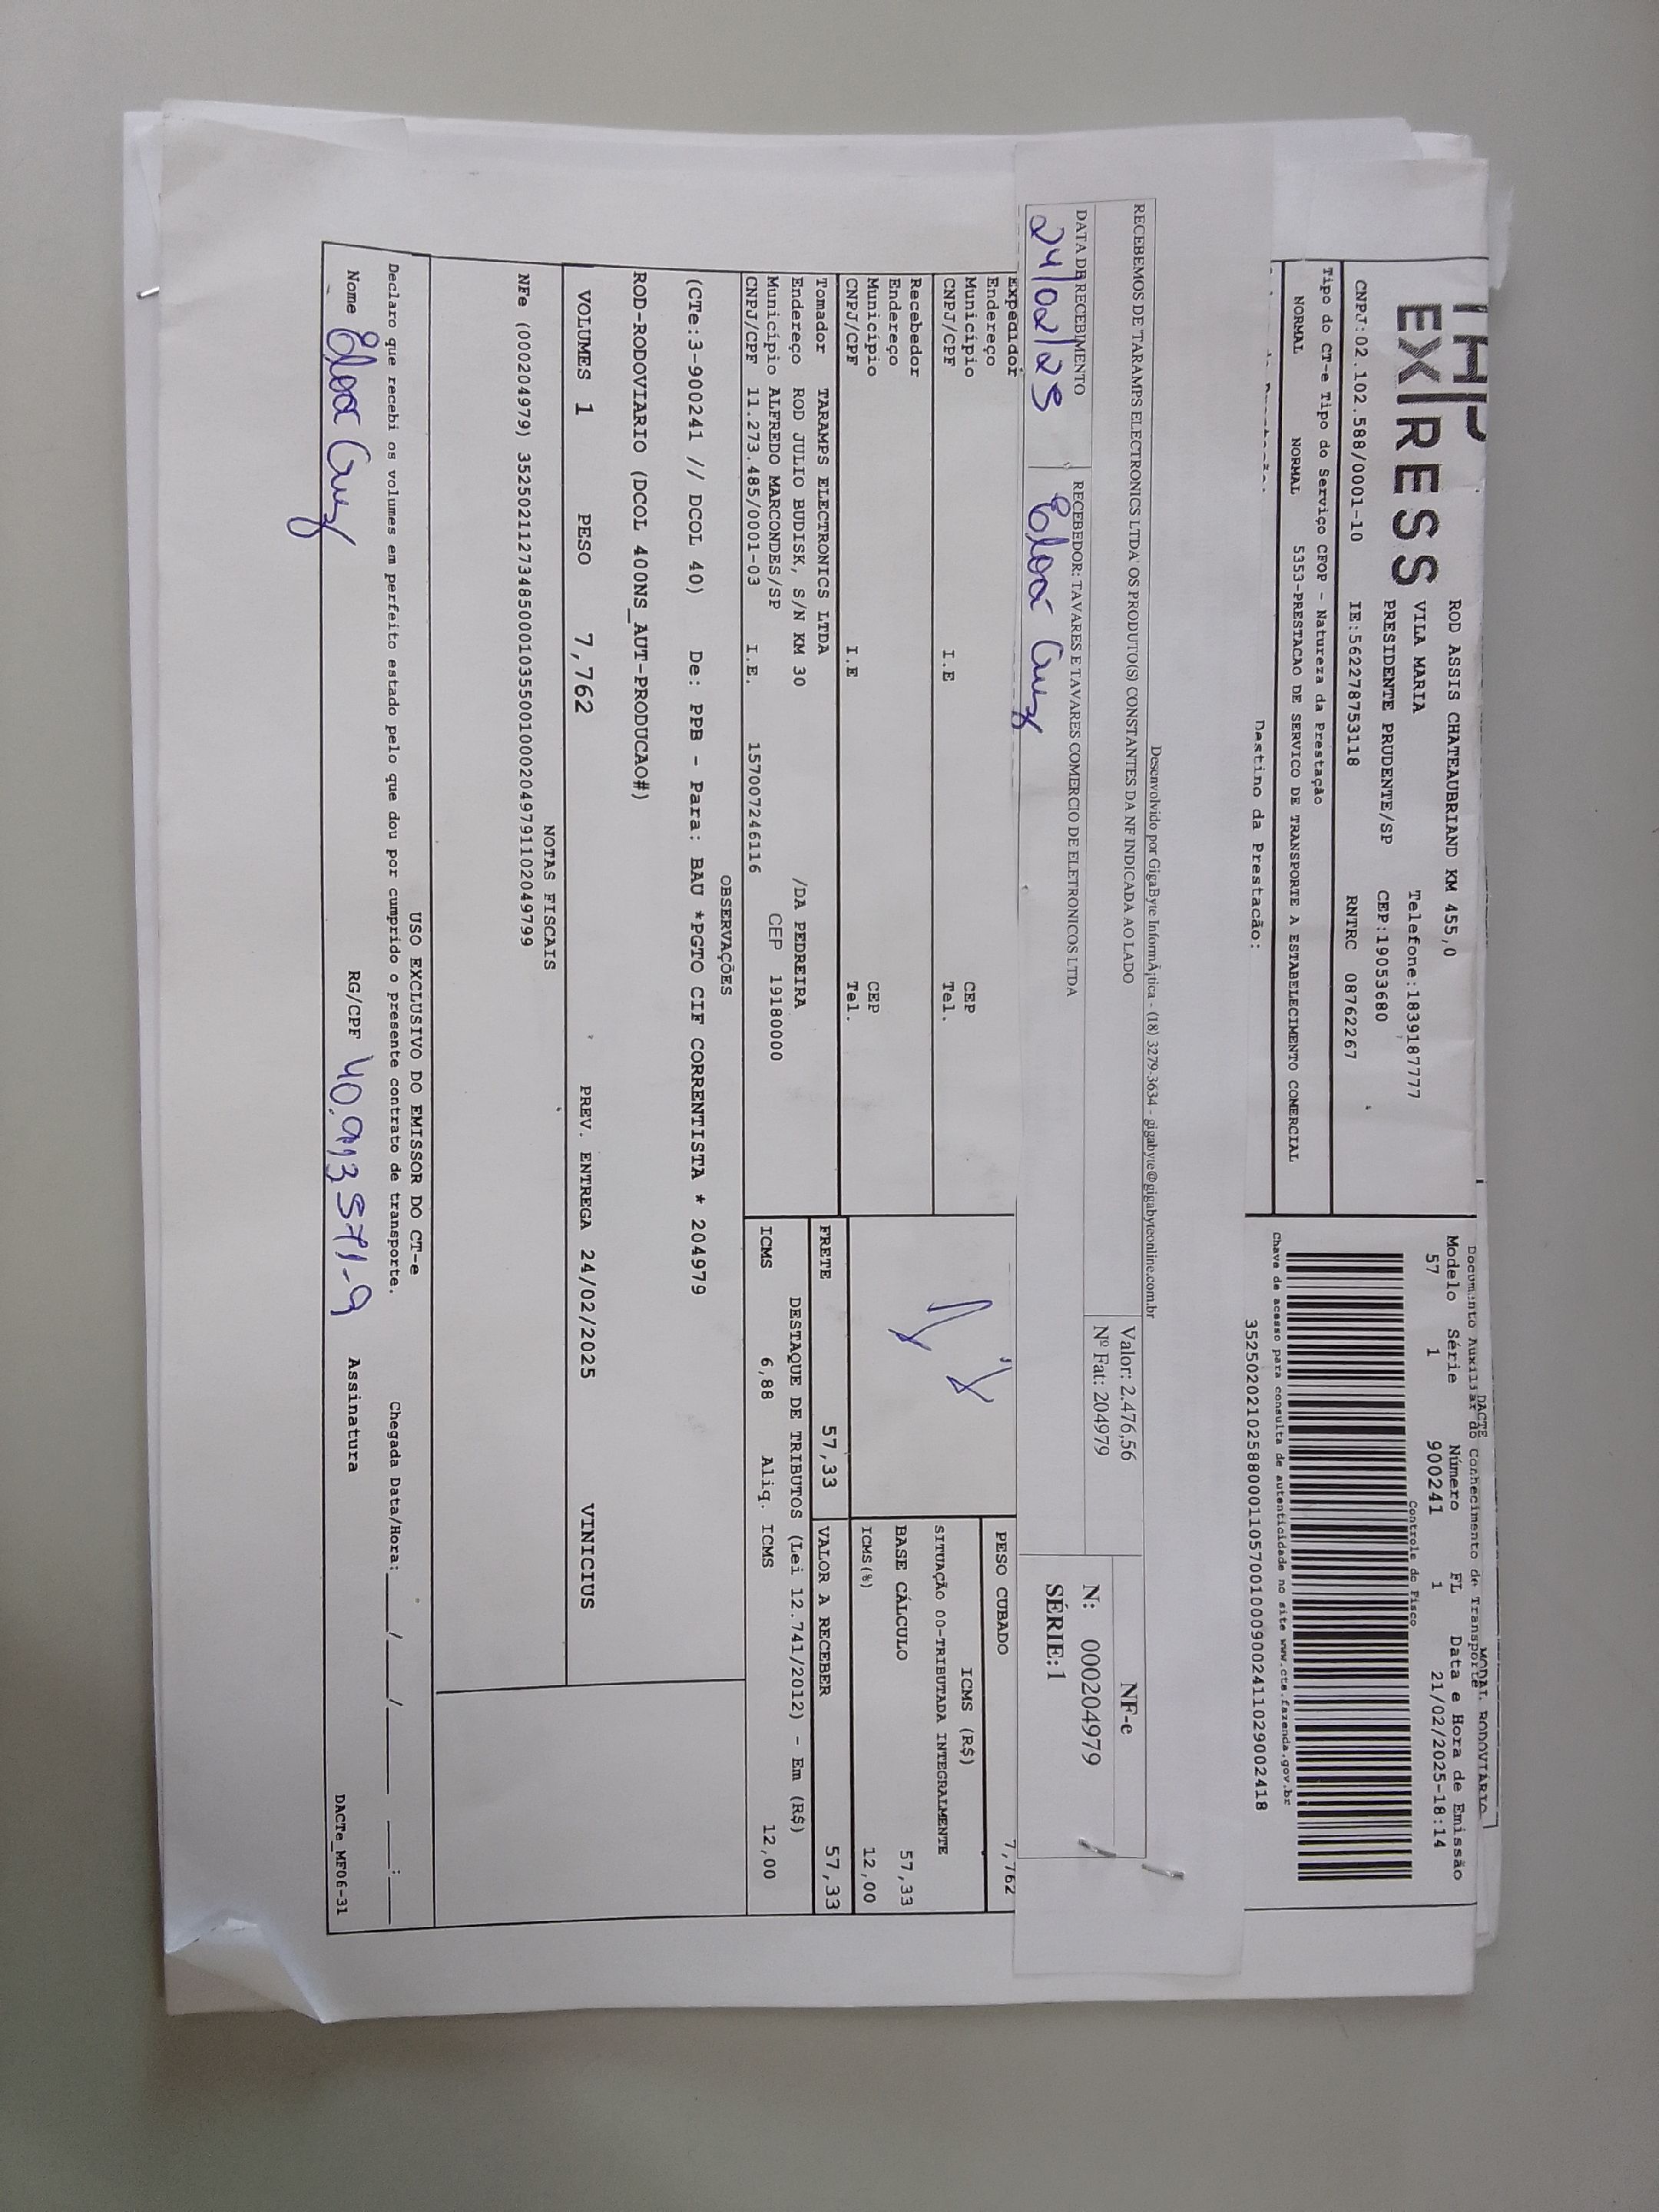 EXPRESS
ROD ASSIS CHATEAUBRIAND KM 455,0
VILA MARIA
Telefone:1839187777
PRESIDENTE PRUDENTE/SP CEP:19053680
CNPJ:02.102.588/0001-10 IE:562278753118 RNTRC 08762267
DACTE
MODAL RODOVIÁRIO
Documento Auxiliar do Conhecimento de Transporte
Modelo Série Número FL Data e Hora de Emissão
57 1 900241 1 21/02/2025-18:14
Controle do Fisco
Tipo do CT-e Tipo do Serviço CFOP - Natureza da Prestação
NORMAL NORMAL 5353-PRESTACAO DE SERVICO DE TRANSPORTE A ESTABELECIMENTO COMERCIAL
Chave de acesso para consulta de autenticidade no site www.cte.fazenda.gov.br
35250202102588000110570010009002411029002418
Destino da Prestação:
Desenvolvido por GigaByte InformÃ¡tica - (18) 3279-3634 - gigabyte@gigabyteonline.com.br
RECEBEMOS DE 'TARAMPS ELECTRONICS LTDA' OS PRODUTO(S) CONSTANTES DA NF INDICADA AO LADO
Valor: 2.476,56
Nº Fat: 204979
NF-e
N: 000204979
SÉRIE:1
DATA DE RECEBIMENTO
RECEBEDOR: TAVARES E TAVARES COMERCIO DE ELETRONICOS LTDA
24/02/25
Expedidor
Endereço
Município CEP
CNPJ/CPF I.E Tel.
Recebedor
Endereço
Município CEP
CNPJ/CPF I.E Tel.
PESO CUBADO 7,762
ICMS (R$)
SITUAÇÃO 00-TRIBUTADA INTEGRALMENTE
BASE CÁLCULO 57,33
ICMS(%) 12,00
Tomador TARAMPS ELECTRONICS LTDA
Endereço ROD JULIO BUDISK, S/N KM 30 /DA PEDREIRA
Município ALFREDO MARCONDES/SP CEP 19180000
CNPJ/CPF 11.273.485/0001-03 I.E. 157007246116
FRETE 57,33 VALOR A RECEBER 57,33
DESTAQUE DE TRIBUTOS (Lei 12.741/2012) - Em (R$)
ICMS 6,88 Aliq. ICMS 12,00
OBSERVAÇÕES
(CTe:3-900241 // DCOL 40) De: PPB - Para: BAU *PGTO CIF CORRENTISTA * 204979
ROD-RODOVIARIO (DCOL 400NS_AUT-PRODUCAO#)
VOLUMES 1 PESO 7,762 PREV. ENTREGA 24/02/2025 VINICIUS
NOTAS FISCAIS
NFe (000204979) 35250211273485000103550010002049791102049799
USO EXCLUSIVO DO EMISSOR DO CT-e
Declaro que recebi os volumes em perfeito estado pelo que dou por cumprido o presente contrato de transporte. Chegada Data/Hora:____/____/______ ___:___
Nome RG/CPF 40.913571-9 Assinatura
DACTe_MF06-31